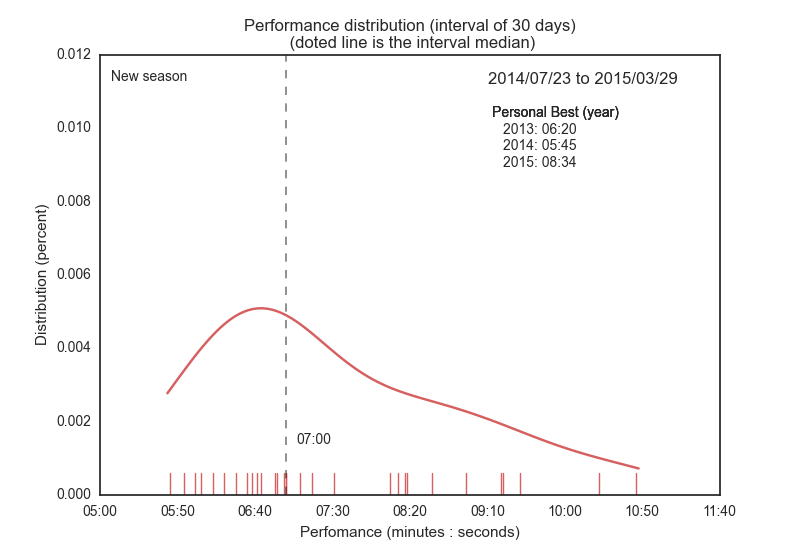 Performance distribution (interval of 30 days)
(doted line is the interval median)
0.012
New season
2014/07/23 to 2015/03/29
Personal Best (year)
2013: 06:20
2014: 05:45
2015: 08:34
0.010
0.008
0.006
0.004
0.002
0.000
Distribution (percent)
07:00
05:00 05:50 06:40 07:30 08:20 09:10 10:00 10:50 11:40
Perfomance (minutes : seconds)